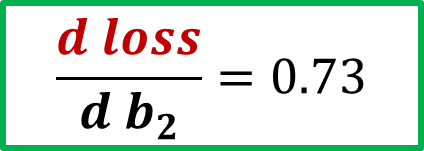 d loss
d b₂ = 0.73